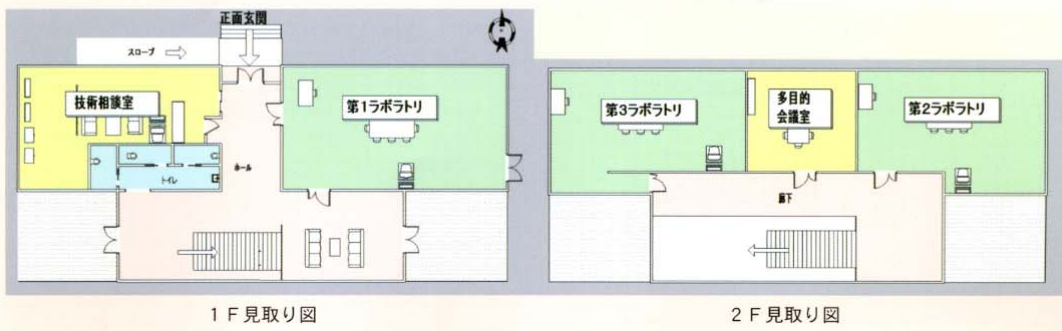 正面玄関
スロープ
技術相談室
第1ラボラトリ
トイレ
ホール
1F見取り図
第3ラボラトリ
多目的
会議室
第2ラボラトリ
廊下
2F見取り図